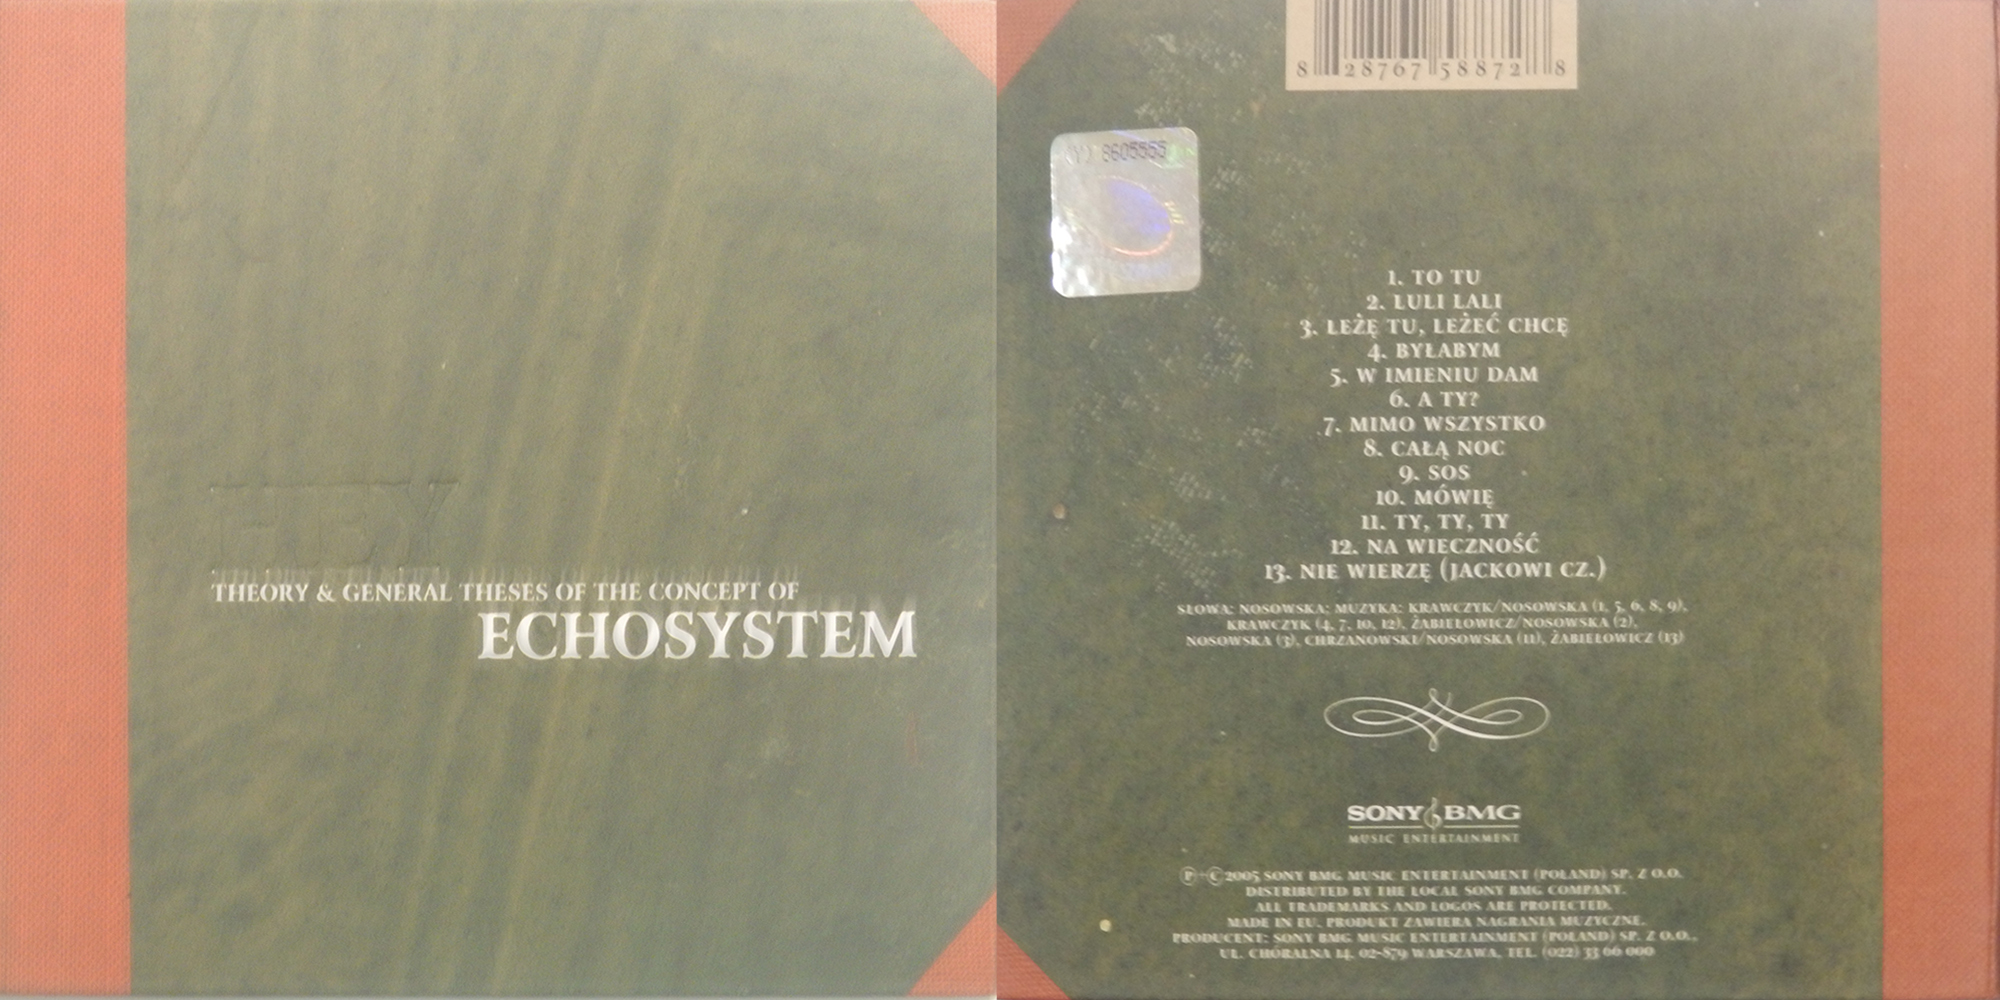 HEY
THEORY & GENERAL THESES OF THE CONCEPT OF
ECHOSYSTEM
8 28767 58872 8
8605555
1. TO TU
2. LULI LALI
3. LEŻĘ TU, LEŻEĆ CHCĘ
4. BYŁABYM
5. W IMIENIU DAM
6. A TY?
7. MIMO WSZYSTKO
8. CAŁĄ NOC
9. SOS
10. MÓWIĘ
11. TY, TY, TY
12. NA WIECZNOŚĆ
13. NIE WIERZĘ (JACKOWI CZ.)
SŁOWA: NOSOWSKA; MUZYKA: KRAWCZYK/NOSOWSKA (1, 5, 6, 8, 9),
KRAWCZYK (4, 7, 10, 12), ŻABIEŁOWICZ/NOSOWSKA (2),
NOSOWSKA (3), CHRZANOWSKI/NOSOWSKA (11), ŻABIEŁOWICZ (13)
SONY BMG
MUSIC ENTERTAINMENT
℗ © 2005 SONY BMG MUSIC ENTERTAINMENT (POLAND) SP. Z O.O.
DISTRIBUTED BY THE LOCAL SONY BMG COMPANY.
ALL TRADEMARKS AND LOGOS ARE PROTECTED.
MADE IN EU. PRODUKT ZAWIERA NAGRANIA MUZYCZNE.
PRODUCENT: SONY BMG MUSIC ENTERTAINMENT (POLAND) SP. Z O.O.,
UL. CHÓRALNA 14, 02-879 WARSZAWA, TEL. (022) 33 66 000